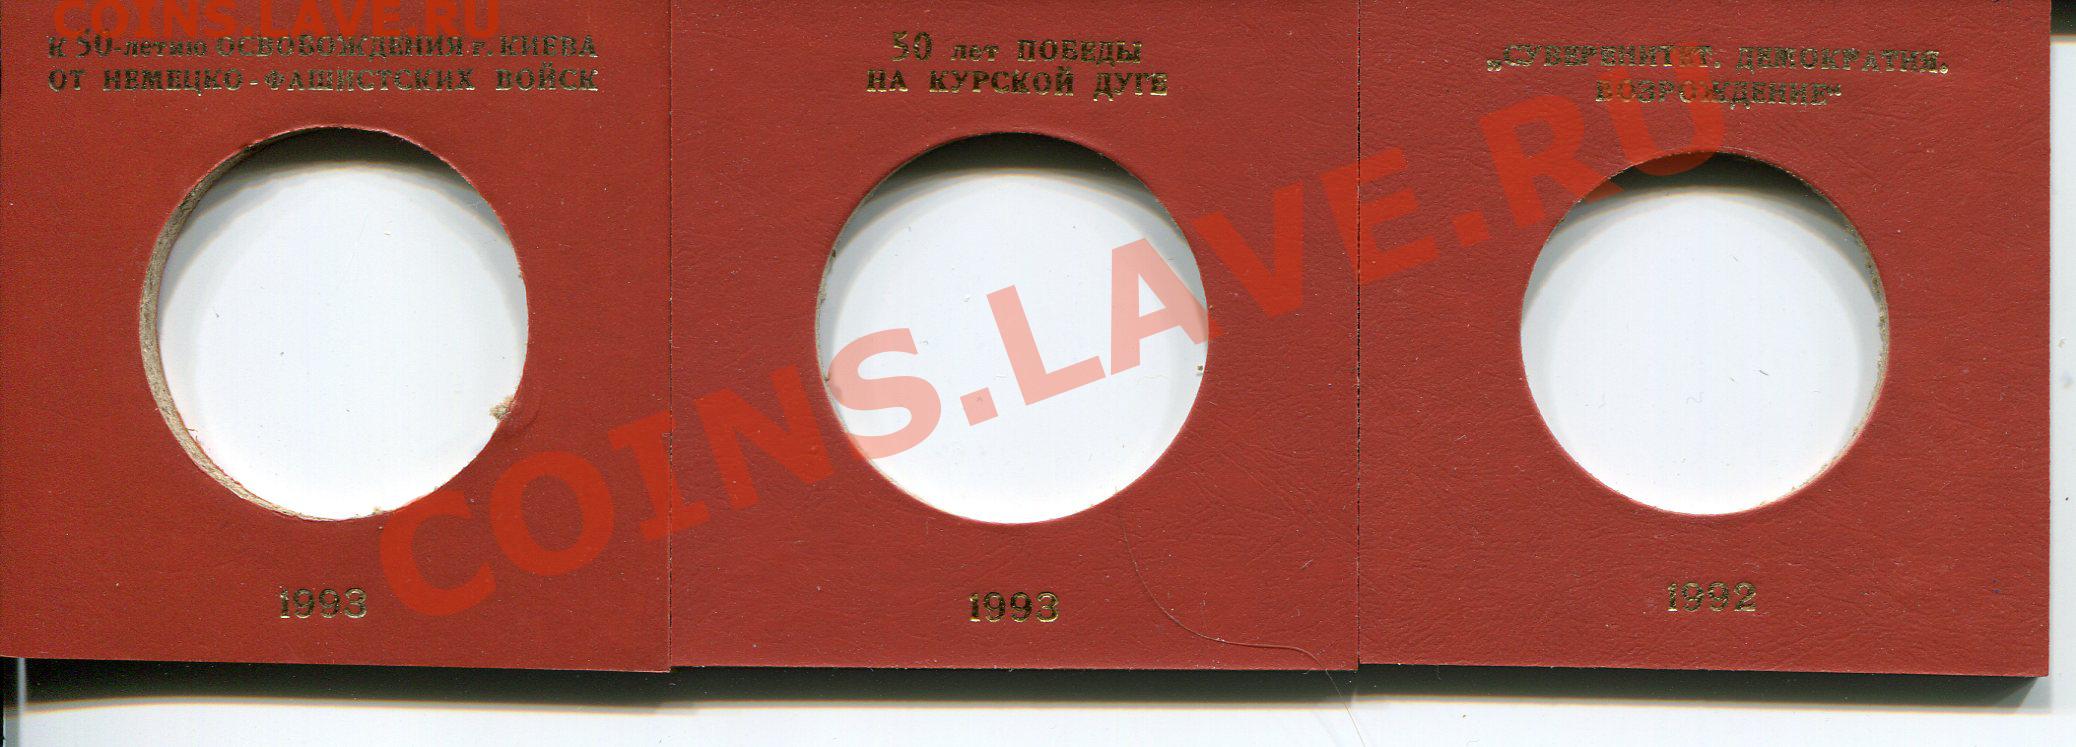 COINS.LAVE.RU
К 50-летию ОСВОБОЖДЕНИЯ г. КИЕВА
ОТ НЕМЕЦКО-ФАШИСТСКИХ ВОЙСК
1993
50 лет ПОБЕДЫ
НА КУРСКОЙ ДУГЕ
1993
„СУВЕРЕНИТЕТ. ДЕМОКРАТИЯ.
ВОЗРОЖДЕНИЕ“
1992
COINS.LAVE.RU